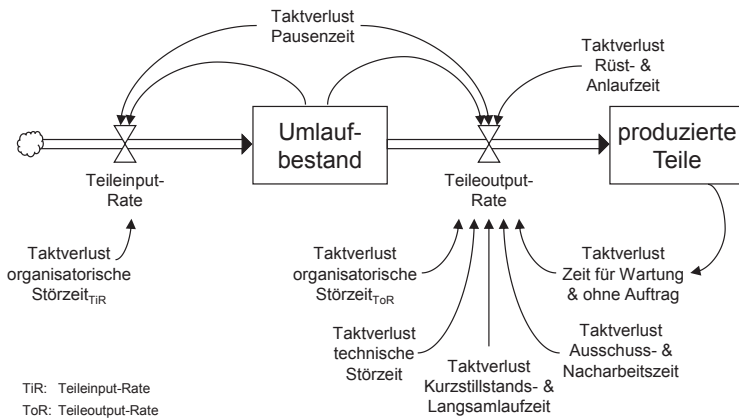 Taktverlust
Pausenzeit
Taktverlust
Rüst- &
Anlaufzeit
Umlauf-
bestand
produzierte
Teile
Teileinput-
Rate
Teileoutput-
Rate
Taktverlust
organisatorische
Störzeit_TiR
Taktverlust
organisatorische
Störzeit_ToR
Taktverlust
Zeit für Wartung
& ohne Auftrag
Taktverlust
technische
Störzeit
Taktverlust
Kurzstillstands- &
Langsamlaufzeit
Taktverlust
Ausschuss- &
Nacharbeitszeit
TiR: Teileinput-Rate
ToR: Teileoutput-Rate